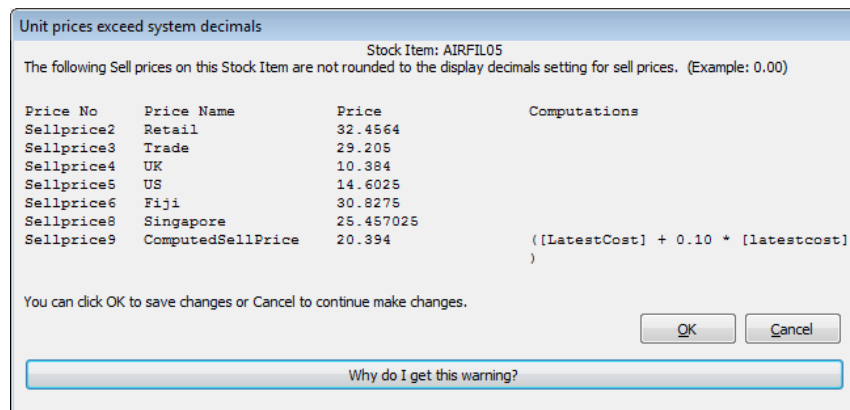 Unit prices exceed system decimals
Stock Item: AIRFIL05
The following Sell prices on this Stock Item are not rounded to the display decimals setting for sell prices. (Example: 0.00)
Price No Price Name Price Computations
Sellprice2 Retail 32.4564
Sellprice3 Trade 29.205
Sellprice4 UK 10.384
Sellprice5 US 14.6025
Sellprice6 Fiji 30.8275
Sellprice8 Singapore 25.457025
Sellprice9 ComputedSellPrice 20.394 ([LatestCost] + 0.10 * [latestcost]
)
You can click OK to save changes or Cancel to continue make changes.
OK Cancel
Why do I get this warning?